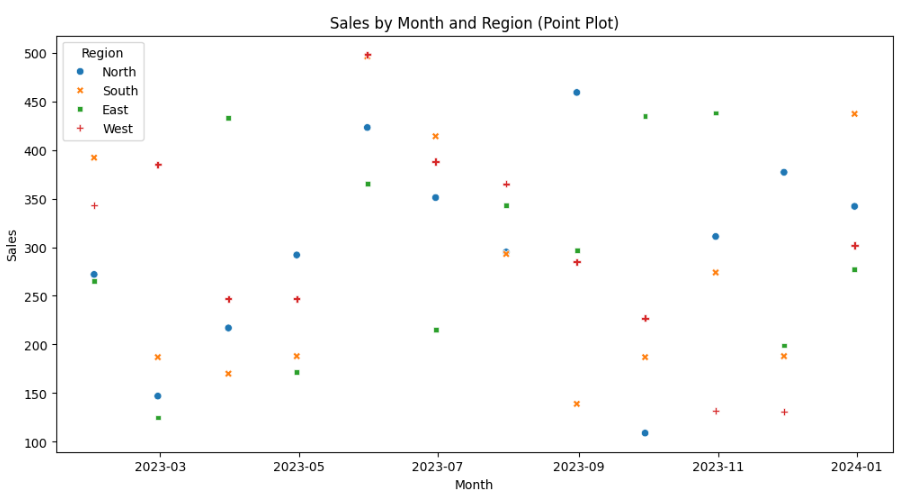 Sales by Month and Region (Point Plot)
Region
North
South
East
West
500
450
400
350
300
250
200
150
100
Sales
2023-03 2023-05 2023-07 2023-09 2023-11 2024-01
Month